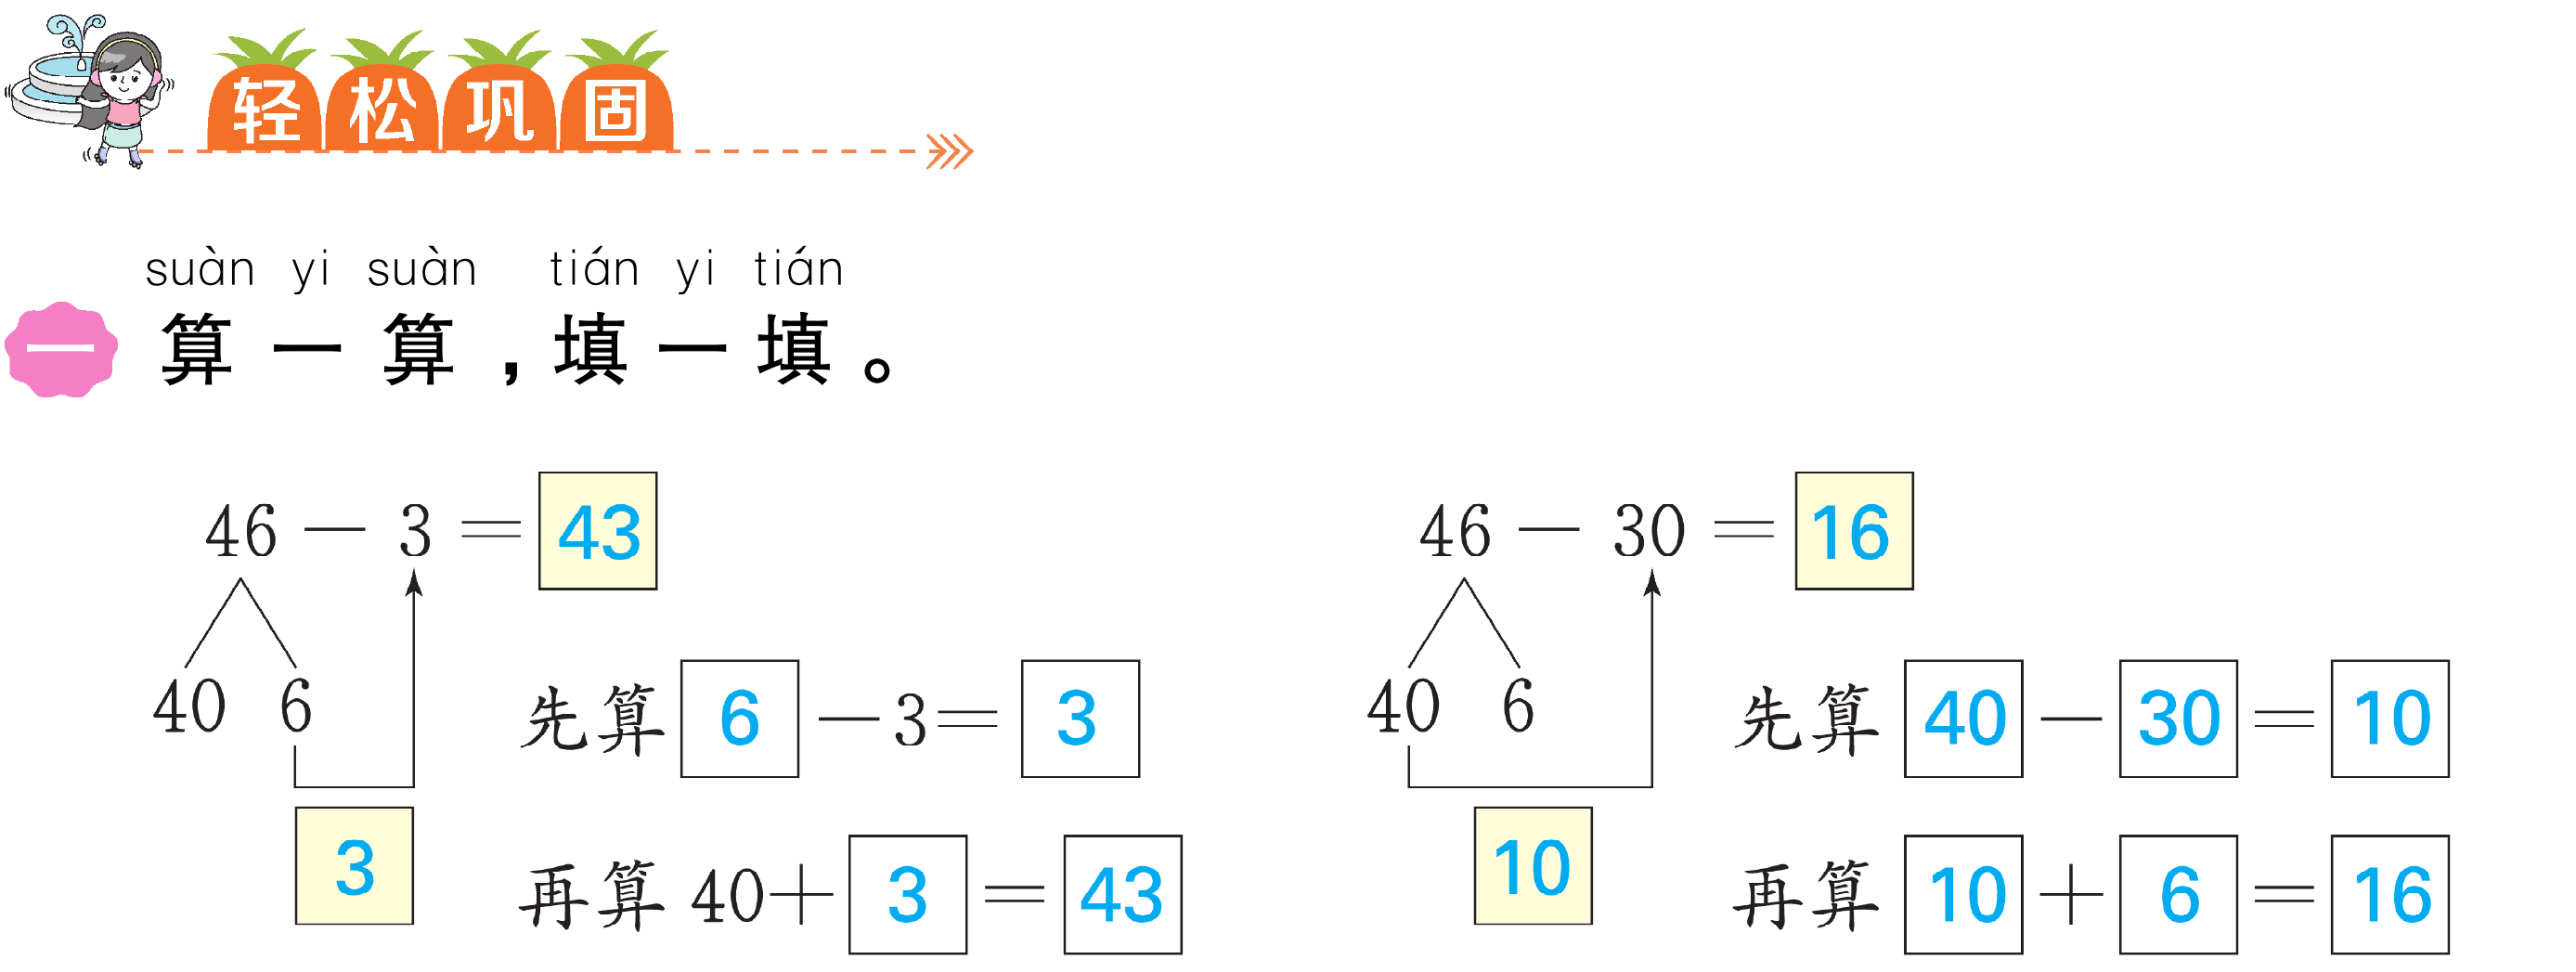 轻松巩固
suàn yi suàn tián yi tián
一 算一算，填一填。
46 － 3 ＝ 43
40 6
先算 6 － 3 ＝ 3
3
再算 40 ＋ 3 ＝ 43
46 － 30 ＝ 16
40 6
先算 40 － 30 ＝ 10
10
再算 10 ＋ 6 ＝ 16